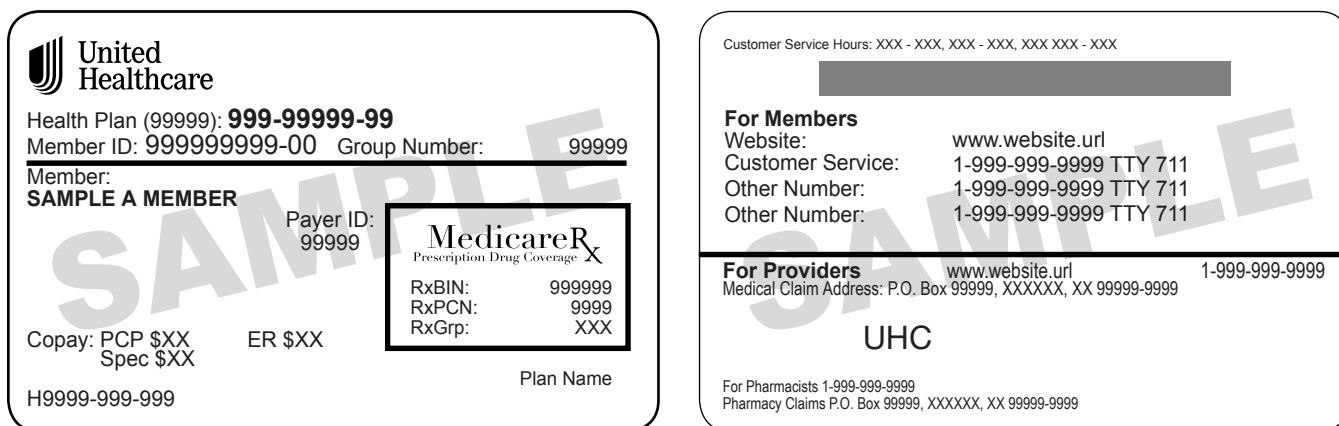 United
Healthcare
Health Plan (99999): 999-99999-99
Member ID: 999999999-00 Group Number: 99999
Member:
SAMPLE A MEMBER
Payer ID:
99999
MedicareRx
Prescription Drug Coverage
RxBIN: 999999
RxPCN: 9999
RxGrp: XXX
Copay: PCP $XX ER $XX
Spec $XX
Plan Name
H9999-999-999
SAMPLE
Customer Service Hours: XXX - XXX, XXX - XXX, XXX XXX - XXX
For Members
Website: www.website.url
Customer Service: 1-999-999-9999 TTY 711
Other Number: 1-999-999-9999 TTY 711
Other Number: 1-999-999-9999 TTY 711
For Providers www.website.url 1-999-999-9999
Medical Claim Address: P.O. Box 99999, XXXXXX, XX 99999-9999
UHC
For Pharmacists 1-999-999-9999
Pharmacy Claims P.O. Box 99999, XXXXXX, XX 99999-9999
SAMPLE